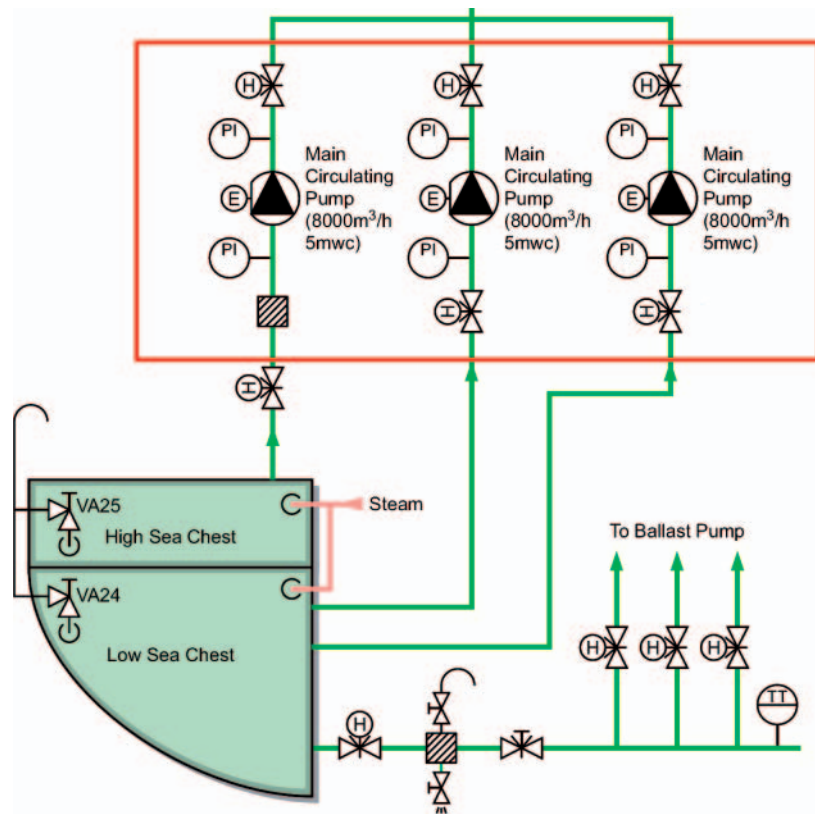 H
H
H
PI
PI
PI
Main
Circulating
Pump
(8000m³/h
5mwc)
Main
Circulating
Pump
(8000m³/h
5mwc)
Main
Circulating
Pump
(8000m³/h
5mwc)
E
E
E
PI
PI
PI
H
H
H
VA25
Steam
High Sea Chest
To Ballast Pump
VA24
Low Sea Chest
H
H
H
H
TT